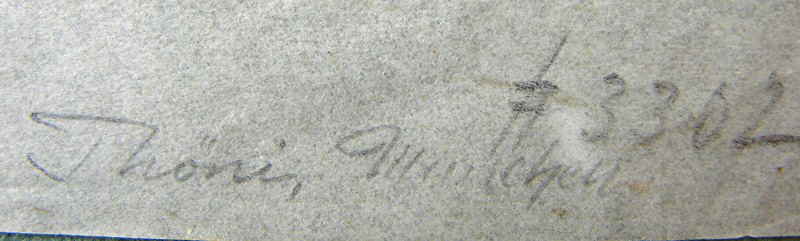 # 3302
Thöni, München